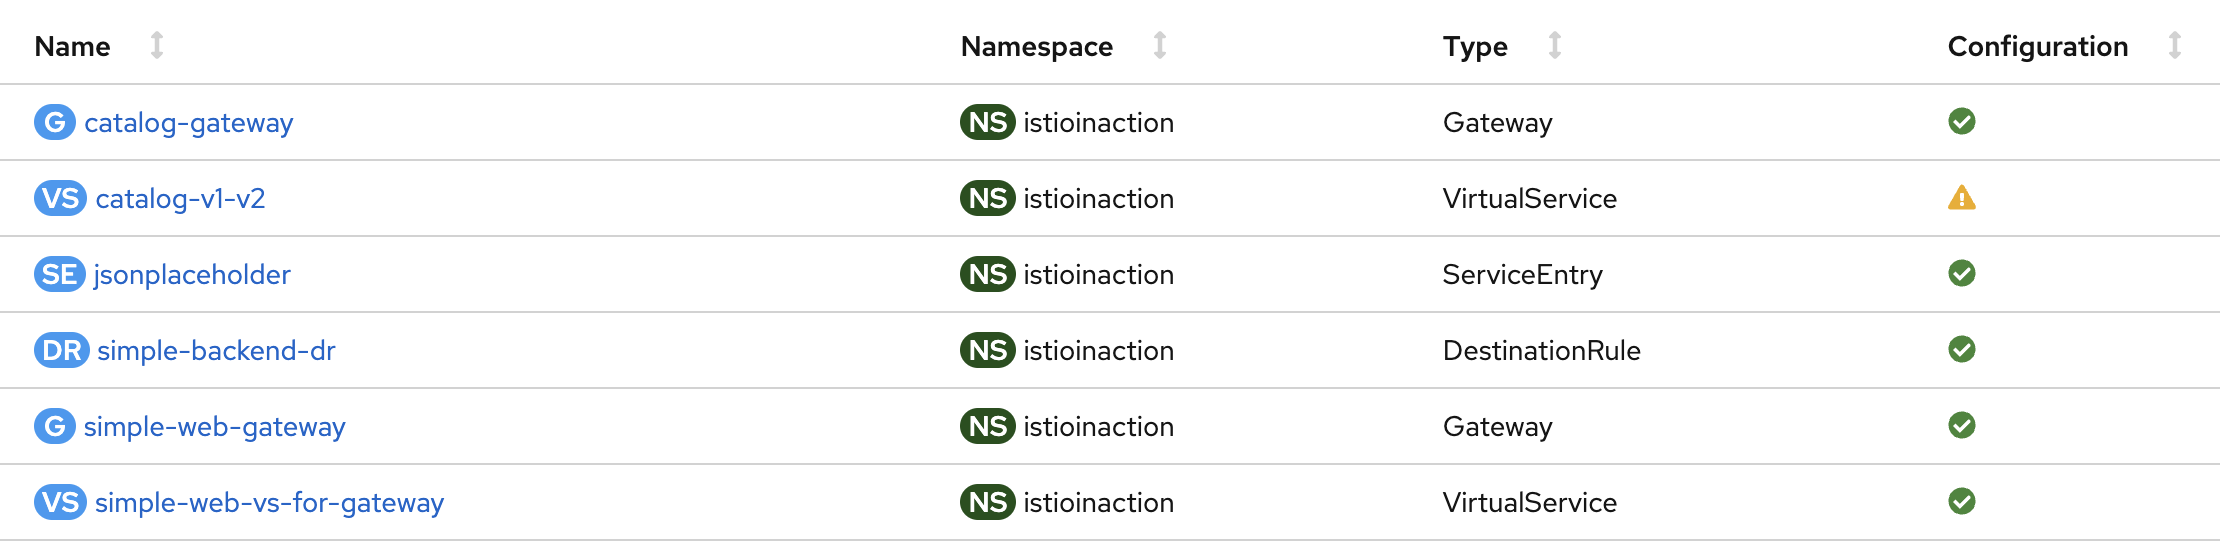 Name Namespace Type Configuration
G catalog-gateway NS istioinaction Gateway
VS catalog-v1-v2 NS istioinaction VirtualService
SE jsonplaceholder NS istioinaction ServiceEntry
DR simple-backend-dr NS istioinaction DestinationRule
G simple-web-gateway NS istioinaction Gateway
VS simple-web-vs-for-gateway NS istioinaction VirtualService